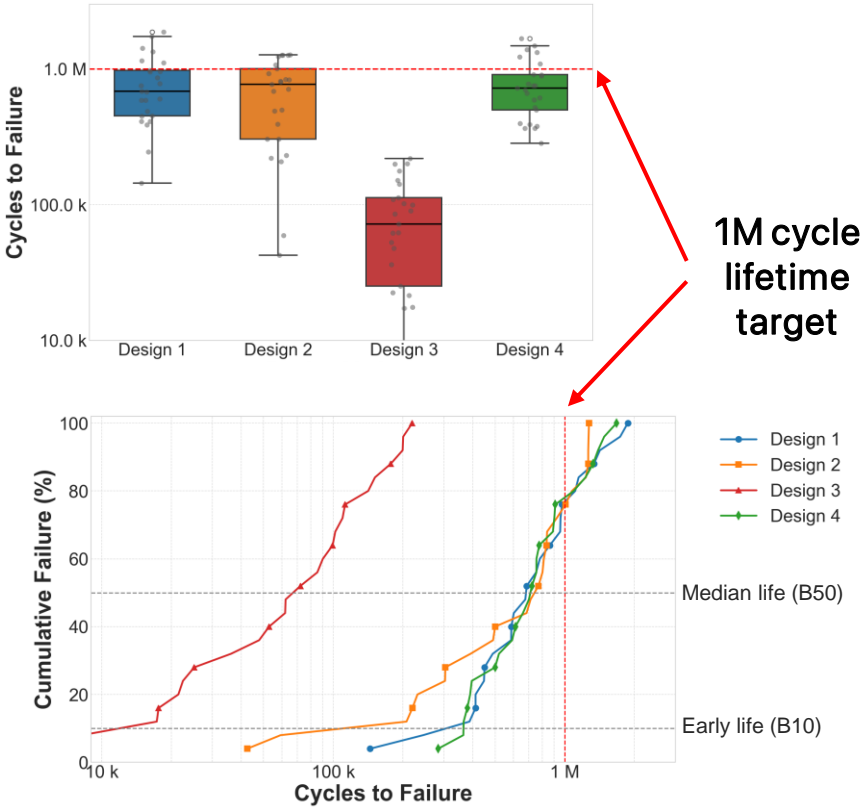 Cycles to Failure
1.0 M
100.0 k
10.0 k
Design 1
Design 2
Design 3
Design 4
1M cycle
lifetime
target
Cumulative Failure (%)
100
80
60
40
20
0
10 k
100 k
1 M
Cycles to Failure
Design 1
Design 2
Design 3
Design 4
Median life (B50)
Early life (B10)